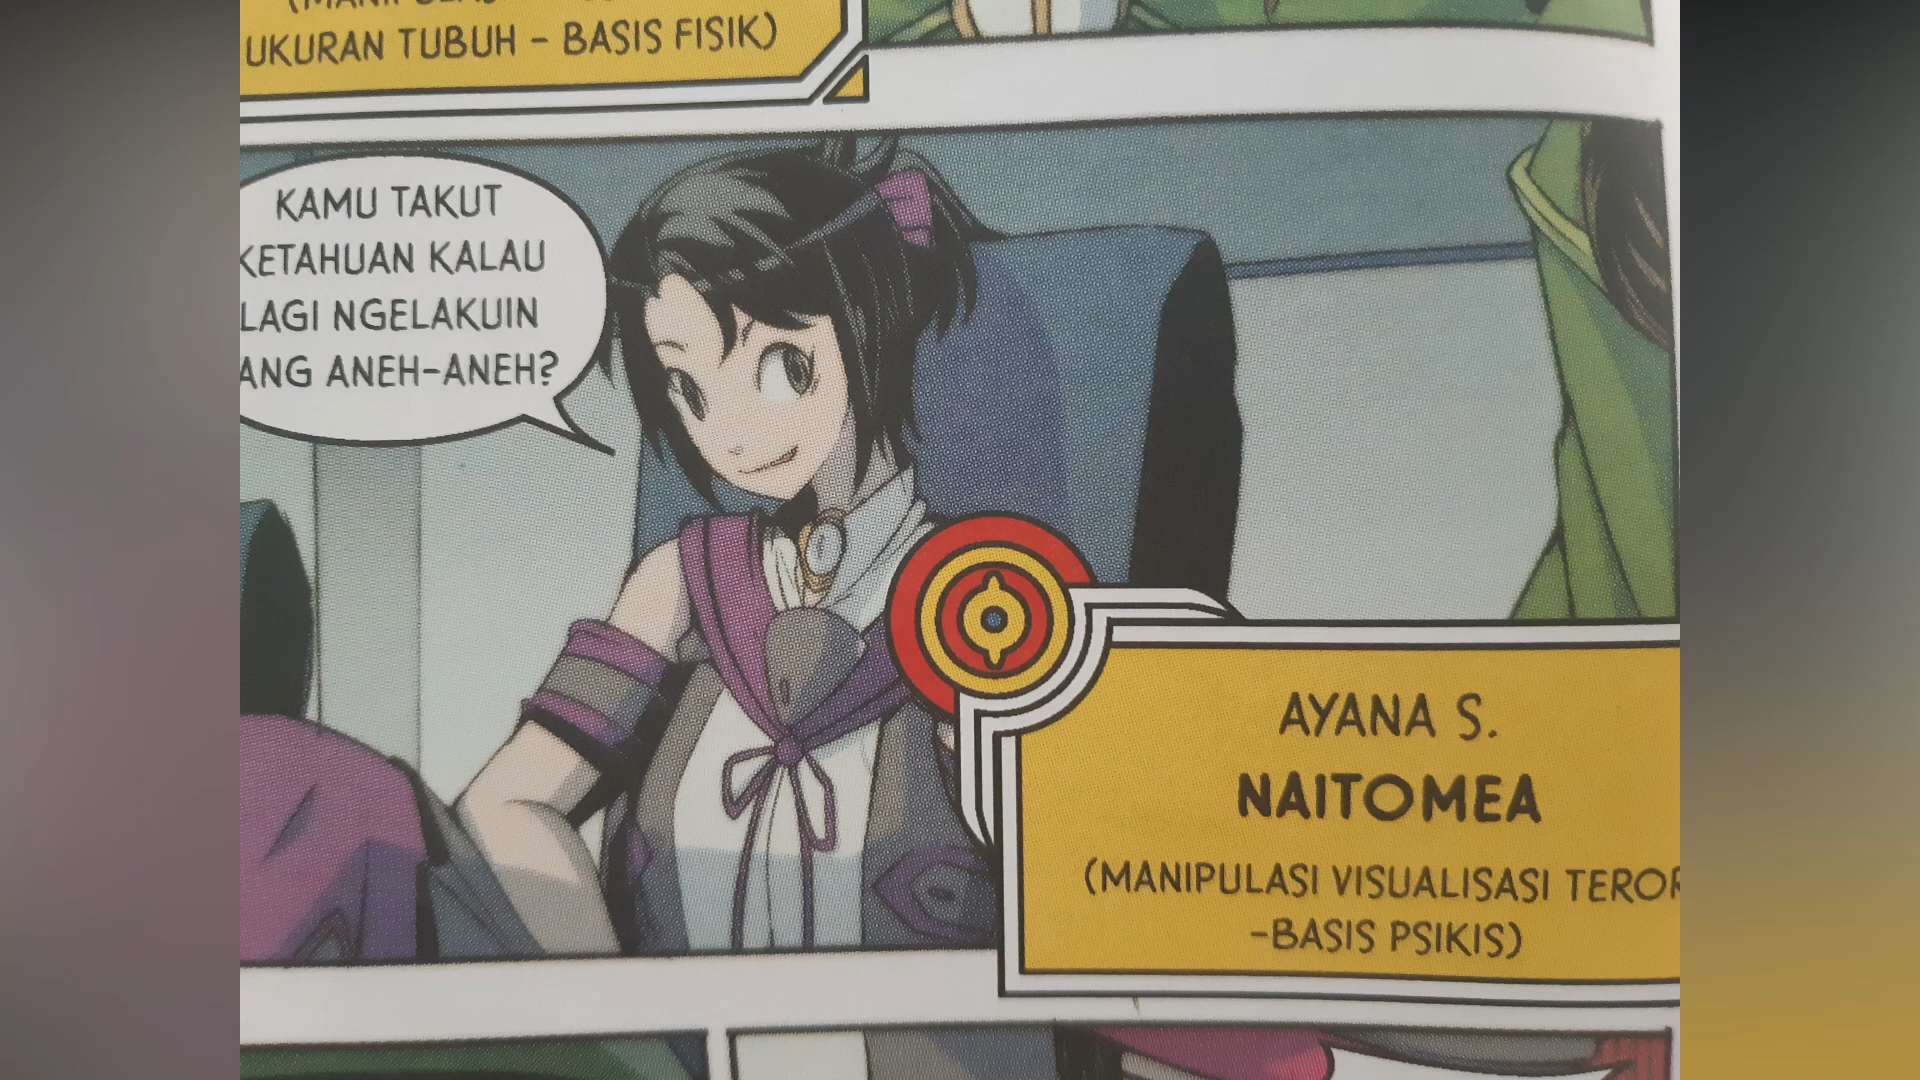 UKURAN TUBUH - BASIS FISIK)
KAMU TAKUT
KETAHUAN KALAU
LAGI NGELAKUIN
ANG ANEH-ANEH?
AYANA S.
NAITOMEA
(MANIPULASI VISUALISASI TEROR
-BASIS PSIKIS)